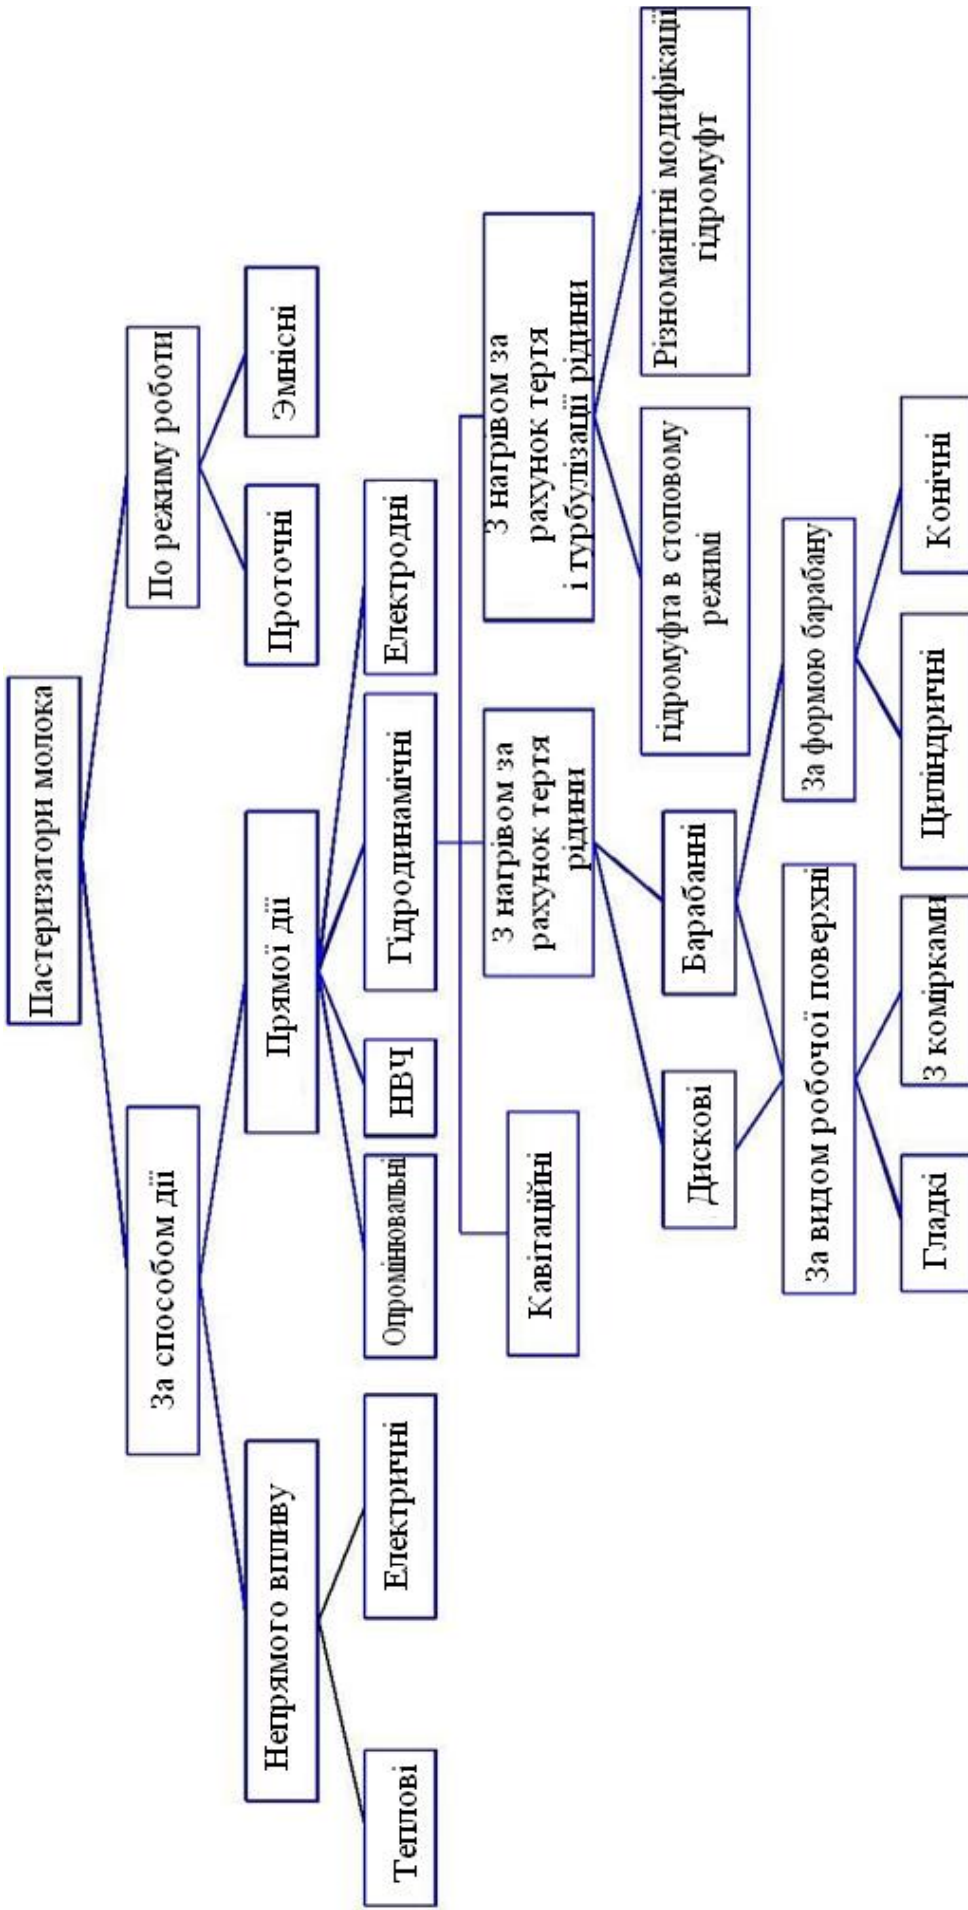 Пастеризатори молока
За способом дії
По режиму роботи
Непрямого впливу
Прямої дії
Проточні
Эмнісні
Теплові
Електричні
Опромінювальні
НВЧ
Гідродинамічні
Електродні
Кавітаційні
З нагрівом за
рахунок тертя
рідини
З нагрівом за
рахунок тертя
і турбулізації рідини
Дискові
Барабанні
гідромуфта в стоповому
режимі
Різноманітні модифікації
гідромуфт
За видом робочої поверхні
За формою барабану
Гладкі
З комірками
Циліндричні
Конічні